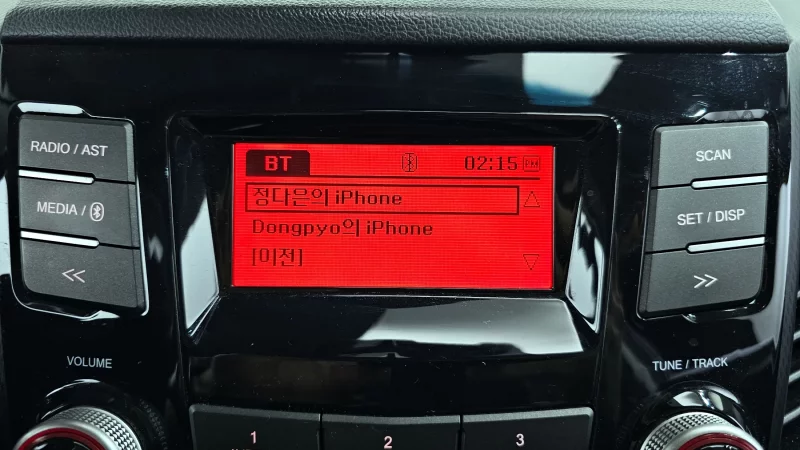 RADIO / AST
MEDIA /
BT 02:15 PM
정다은의 iPhone
Dongpyo의 iPhone
[이전]
SCAN
SET / DISP
VOLUME
TUNE / TRACK
1
2
3